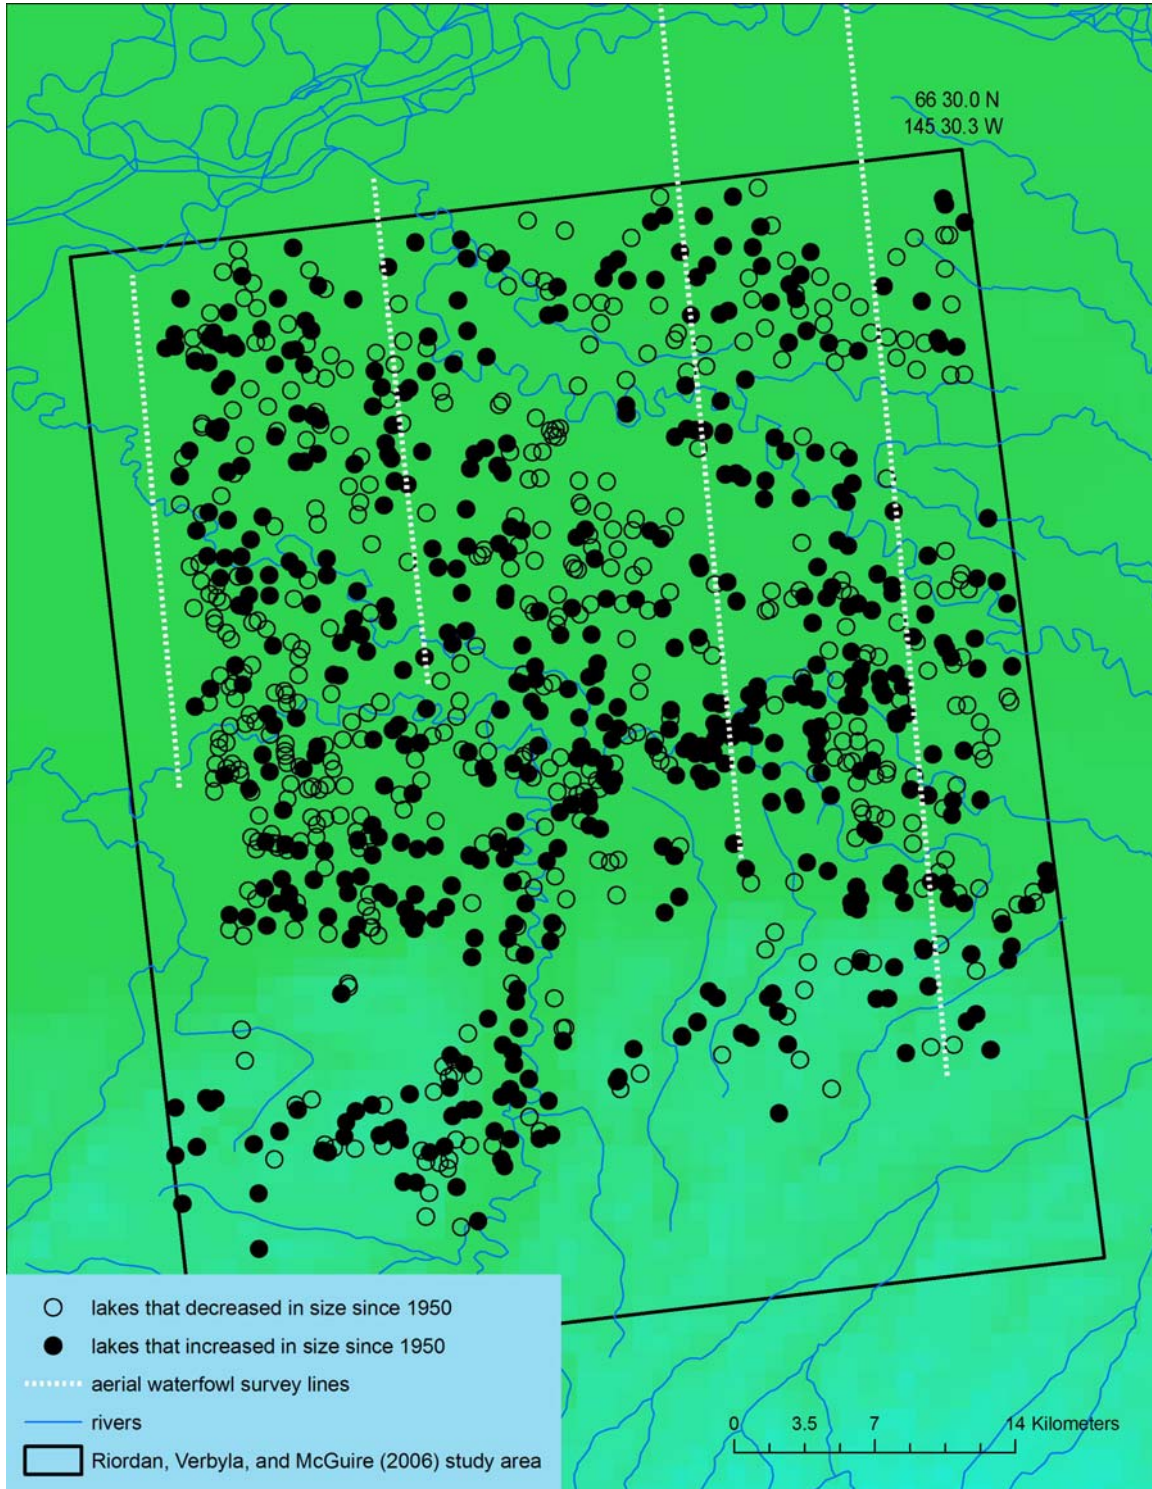 66 30.0 N
145 30.3 W
lakes that decreased in size since 1950
lakes that increased in size since 1950
aerial waterfowl survey lines
rivers
Riordan, Verbyla, and McGuire (2006) study area
0 3.5 7 14 Kilometers